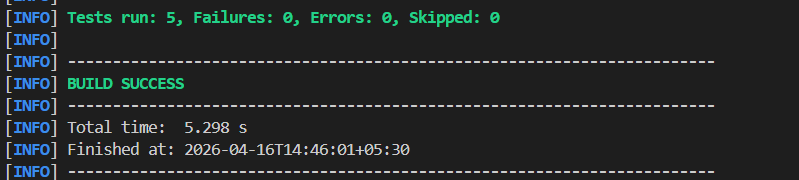 [INFO] Tests run: 5, Failures: 0, Errors: 0, Skipped: 0
[INFO]
[INFO] ------------------------------------------------------------------------
[INFO] BUILD SUCCESS
[INFO] ------------------------------------------------------------------------
[INFO] Total time:  5.298 s
[INFO] Finished at: 2026-04-16T14:46:01+05:30
[INFO] ------------------------------------------------------------------------